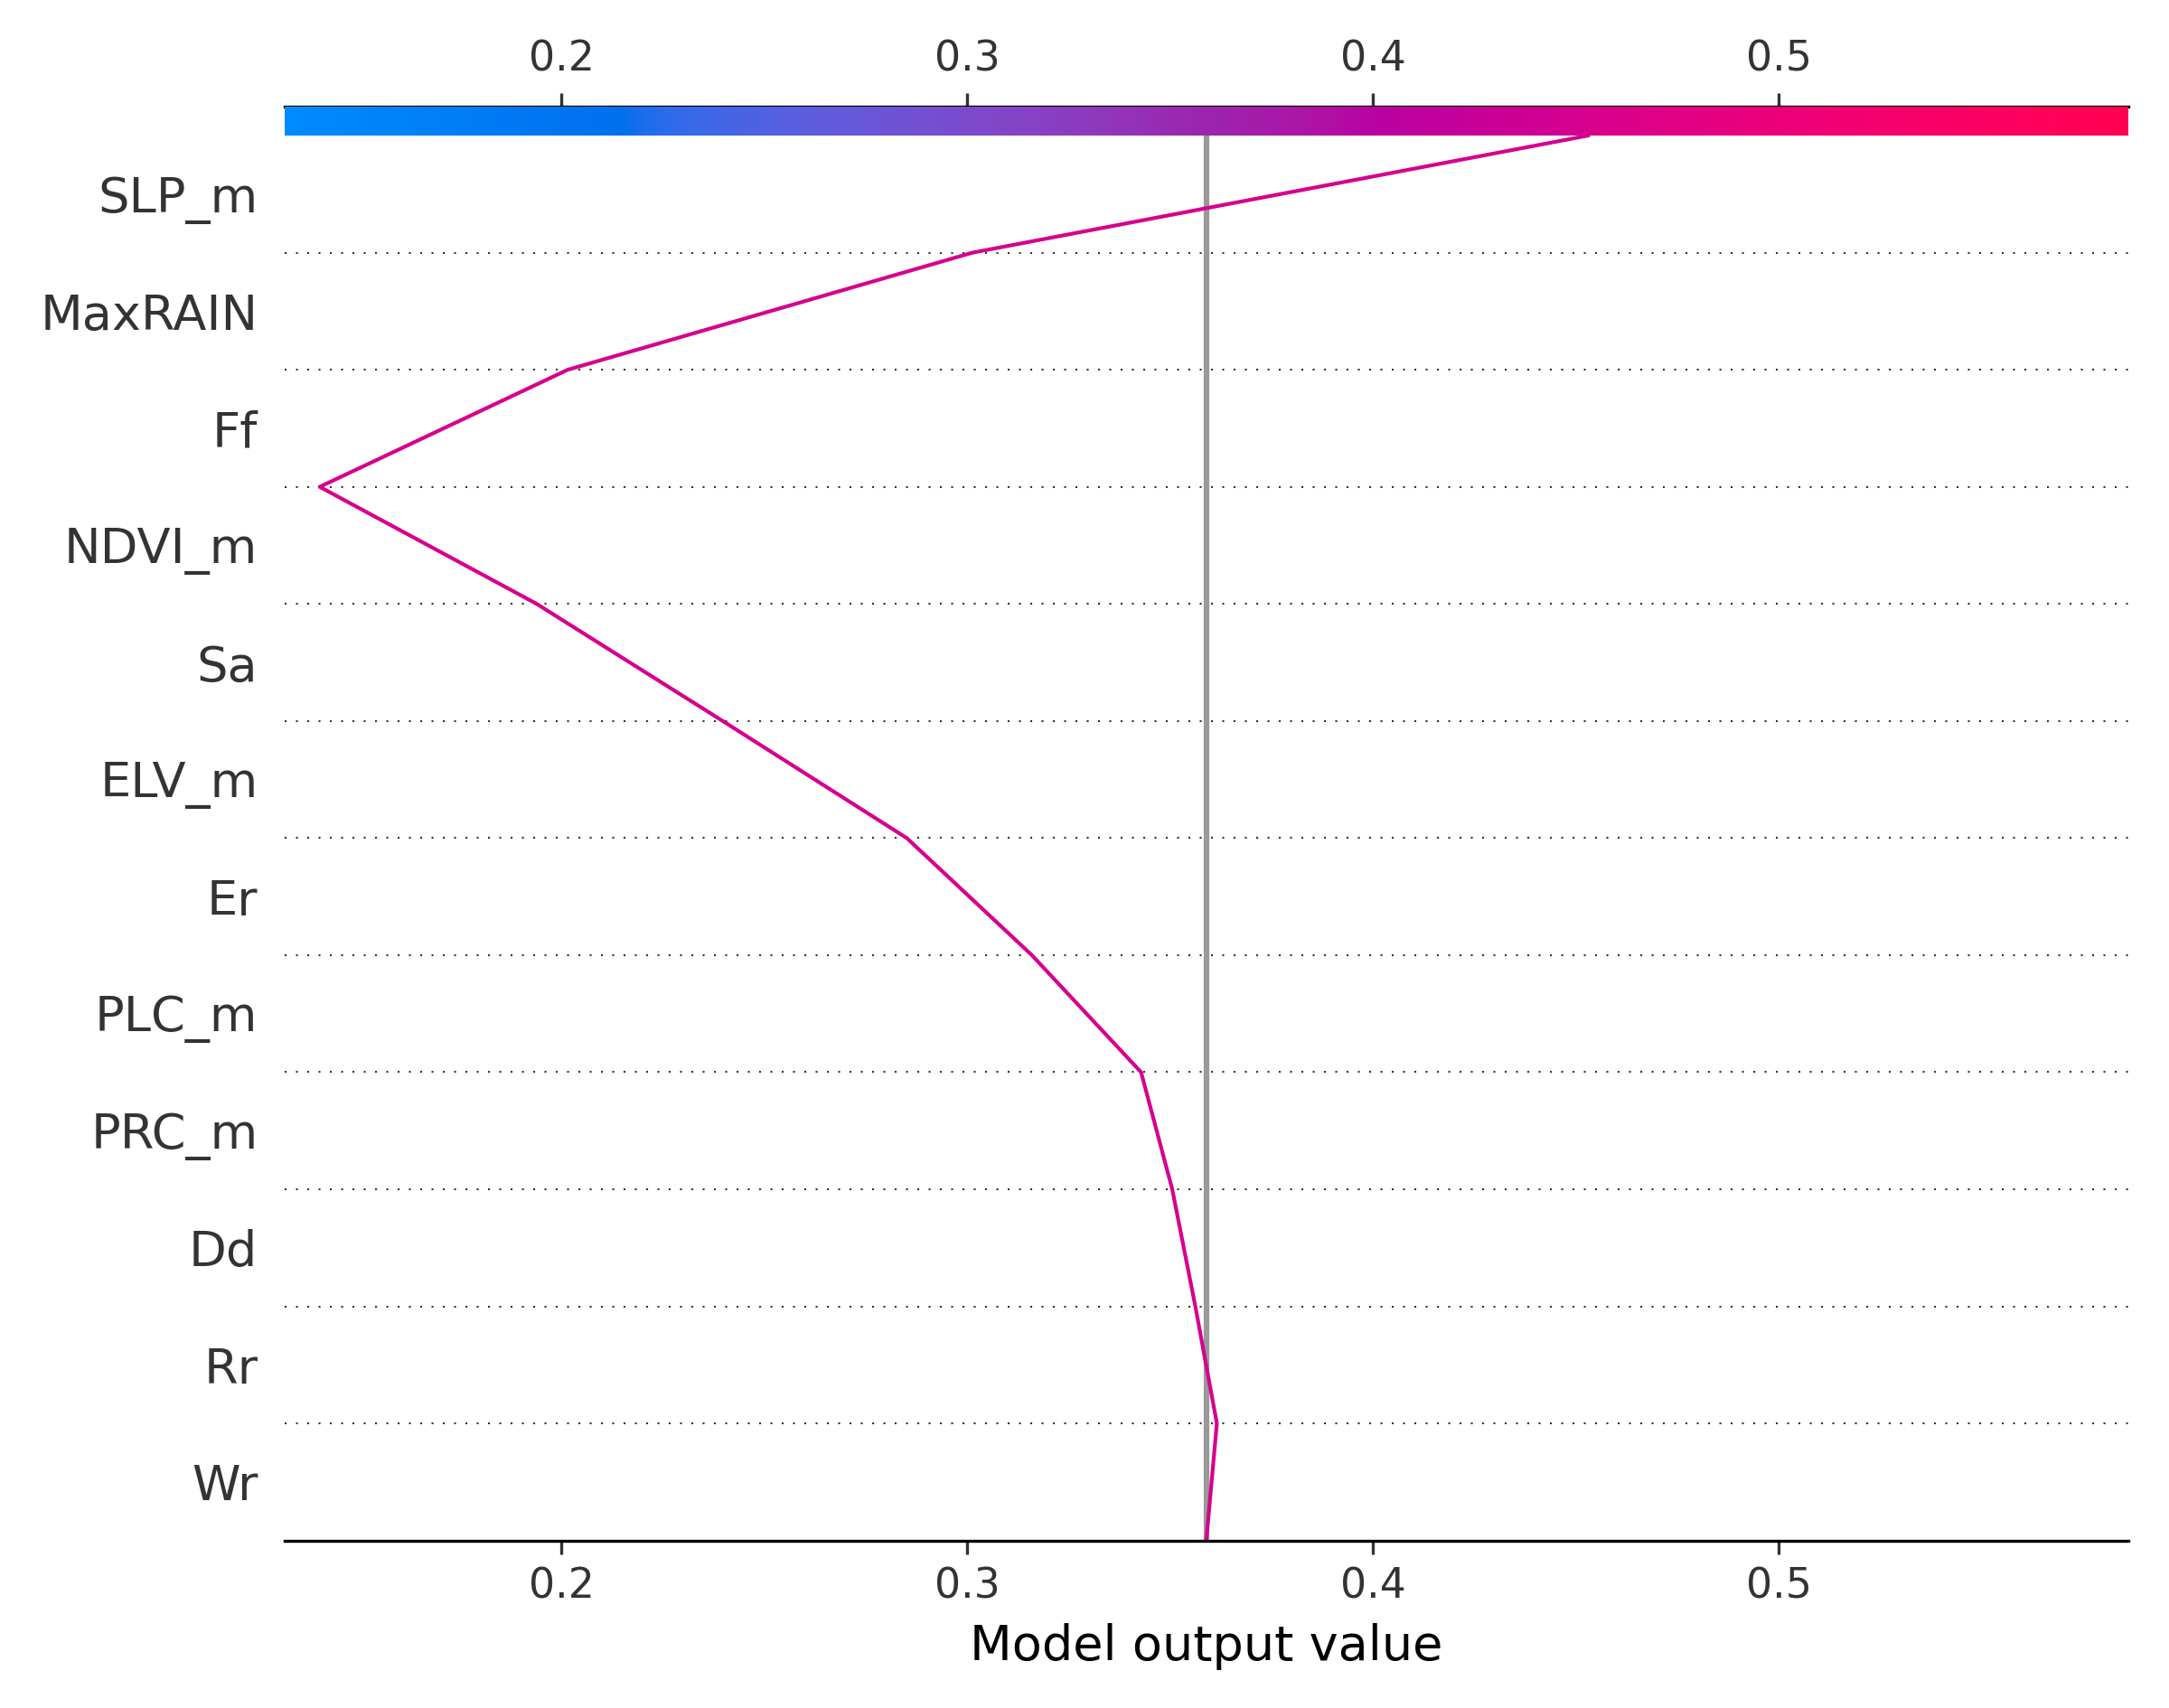 0.2 0.3 0.4 0.5
SLP_m
MaxRAIN
Ff
NDVI_m
Sa
ELV_m
Er
PLC_m
PRC_m
Dd
Rr
Wr
0.2 0.3 0.4 0.5
Model output value